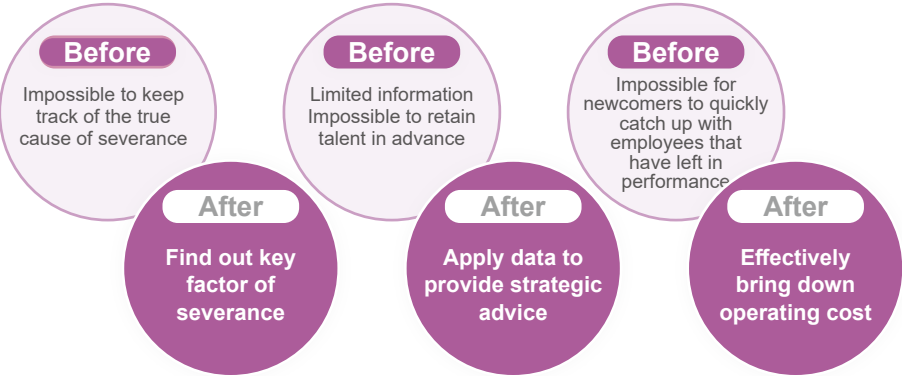 Before
Impossible to keep
track of the true
cause of severance
After
Find out key
factor of
severance
Before
Limited information
Impossible to retain
talent in advance
After
Apply data to
provide strategic
advice
Before
Impossible for
newcomers to quickly
catch up with
employees that
have left in
performance
After
Effectively
bring down
operating cost